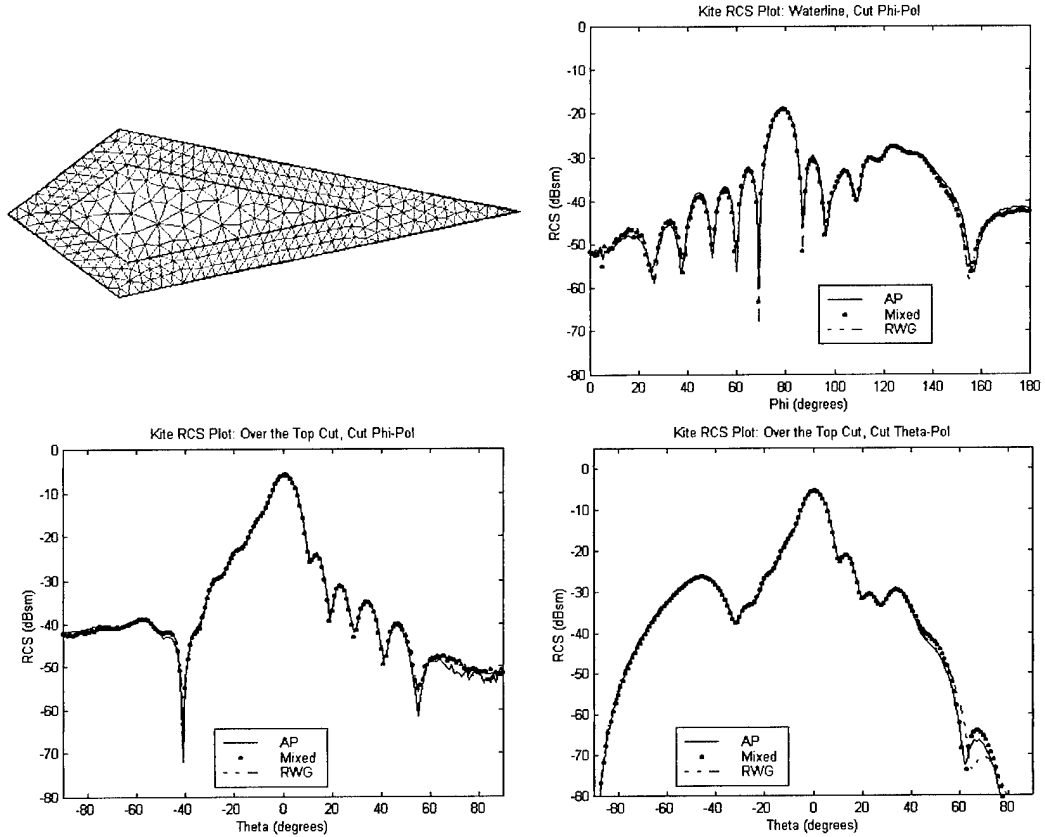 Kite RCS Plot: Waterline, Cut Phi-Pol
0
-10
-20
-30
-40
-50
-60
-70
-80
RCS (dBsm)
AP
Mixed
RWG
0 20 40 60 80 100 120 140 160 180
Phi (degrees)
Kite RCS Plot: Over the Top Cut, Cut Phi-Pol
0
-10
-20
-30
-40
-50
-60
-70
-80
RCS (dBsm)
AP
Mixed
RWG
-80 -60 -40 -20 0 20 40 60 80
Theta (degrees)
Kite RCS Plot: Over the Top Cut, Cut Theta-Pol
0
-10
-20
-30
-40
-50
-60
-70
-80
RCS (dBsm)
AP
Mixed
RWG
-80 -60 -40 -20 0 20 40 60 80
Theta (degrees)